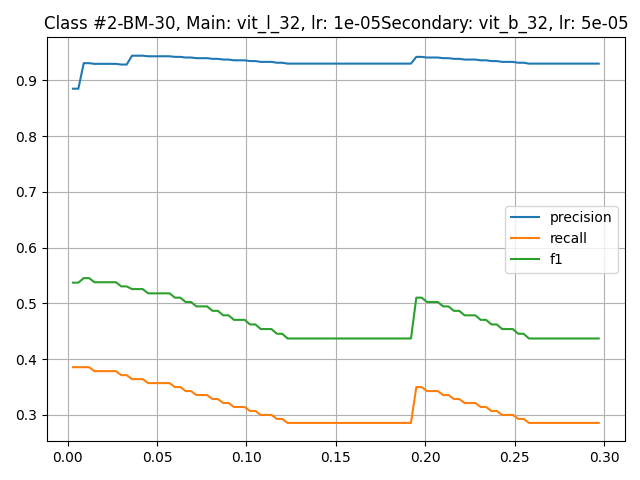 Class #2-BM-30, Main: vit_l_32, lr: 1e-05Secondary: vit_b_32, lr: 5e-05
0.9
0.8
0.7
0.6
0.5
0.4
0.3
precision
recall
f1
0.00 0.05 0.10 0.15 0.20 0.25 0.30